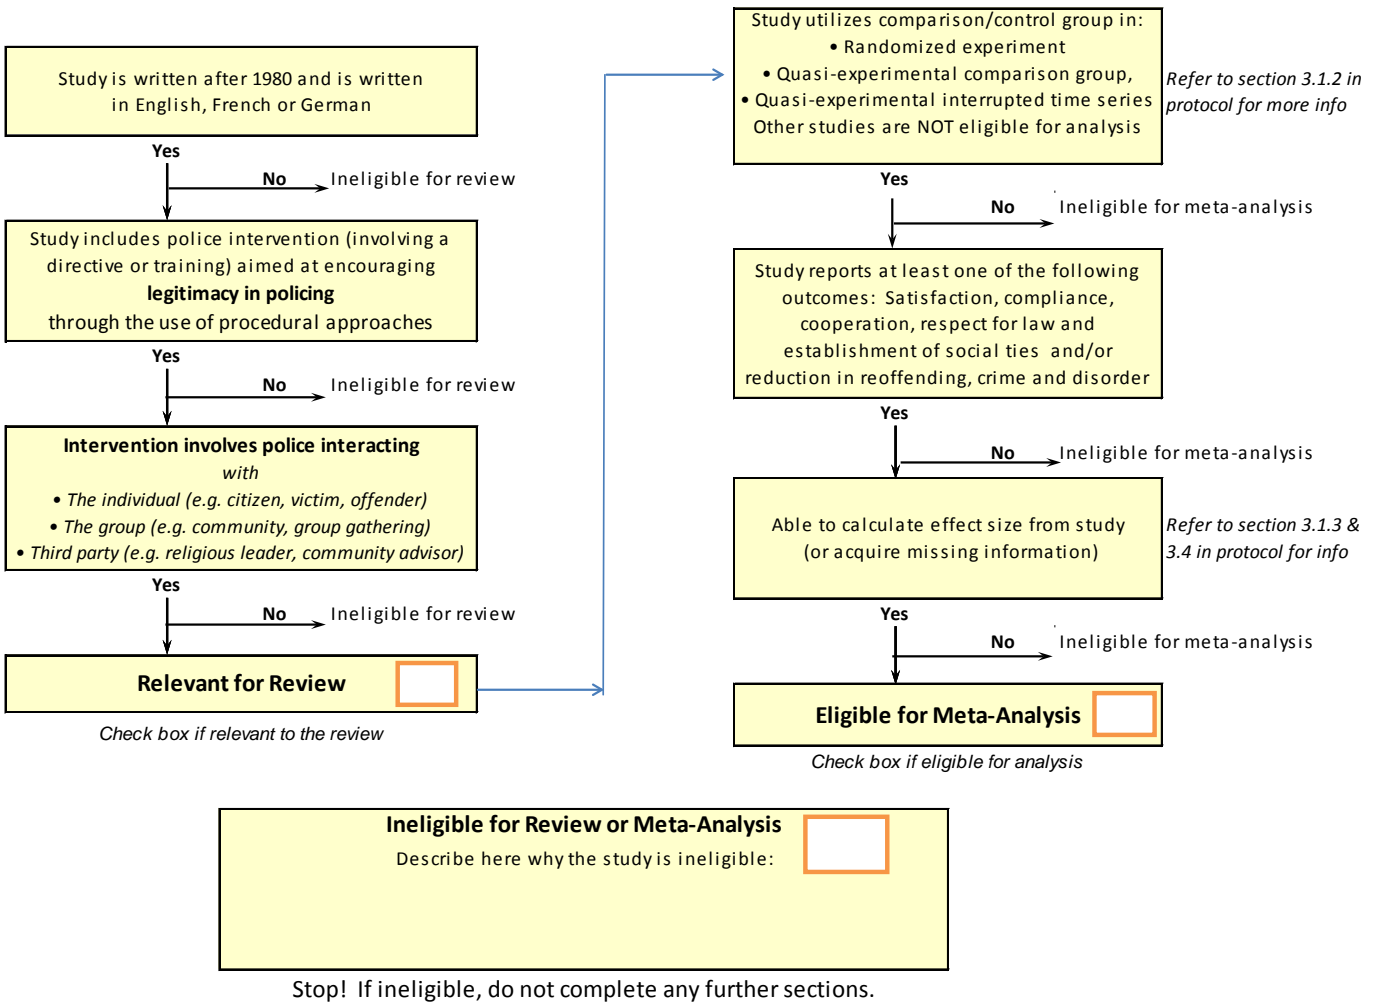 Study is written after 1980 and is written
in English, French or German
Yes
No
Ineligible for review
Study includes police intervention (involving a
directive or training) aimed at encouraging
legitimacy in policing
through the use of procedural approaches
Yes
No
Ineligible for review
Intervention involves police interacting
with
• The individual (e.g. citizen, victim, offender)
• The group (e.g. community, group gathering)
• Third party (e.g. religious leader, community advisor)
Yes
No
Ineligible for review
Relevant for Review
Check box if relevant to the review
Study utilizes comparison/control group in:
• Randomized experiment
• Quasi-experimental comparison group,
• Quasi-experimental interrupted time series
Other studies are NOT eligible for analysis
Refer to section 3.1.2 in
protocol for more info
Yes
No
Ineligible for meta-analysis
Study reports at least one of the following
outcomes: Satisfaction, compliance,
cooperation, respect for law and
establishment of social ties and/or
reduction in reoffending, crime and disorder
Yes
No
Ineligible for meta-analysis
Able to calculate effect size from study
(or acquire missing information)
Refer to section 3.1.3 &
3.4 in protocol for info
Yes
No
Ineligible for meta-analysis
Eligible for Meta-Analysis
Check box if eligible for analysis
Ineligible for Review or Meta-Analysis
Describe here why the study is ineligible:
Stop! If ineligible, do not complete any further sections.